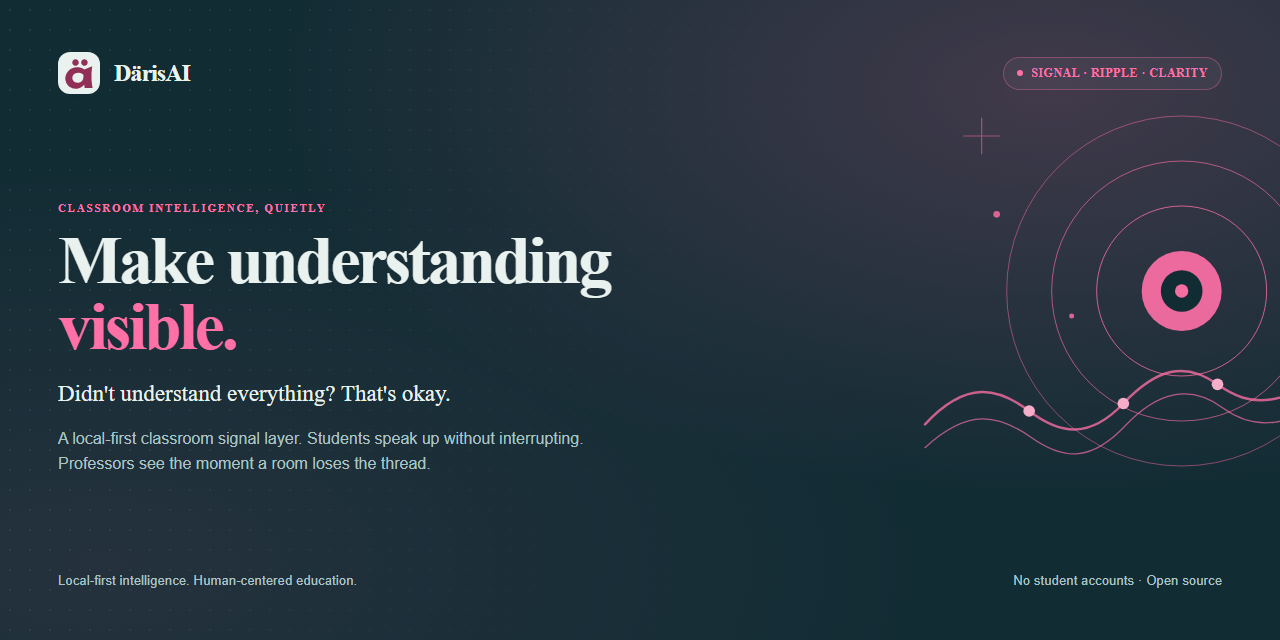 ä
DärisAI
SIGNAL · RIPPLE · CLARITY
CLASSROOM INTELLIGENCE, QUIETLY
Make understanding
visible.
Didn't understand everything? That's okay.
A local-first classroom signal layer. Students speak up without interrupting.
Professors see the moment a room loses the thread.
Local-first intelligence. Human-centered education.
No student accounts · Open source